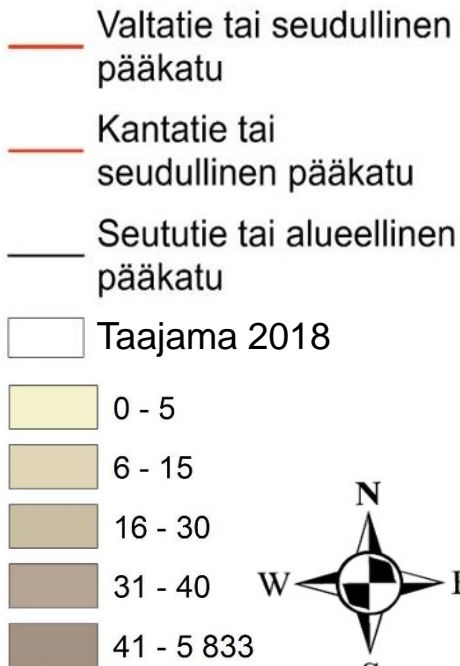 Valtatie tai seudullinen
pääkatu
Kantatie tai
seudullinen pääkatu
Seututie tai alueellinen
pääkatu
Taajama 2018
0 - 5
6 - 15
16 - 30
31 - 40
41 - 5 833
N
W
E
S